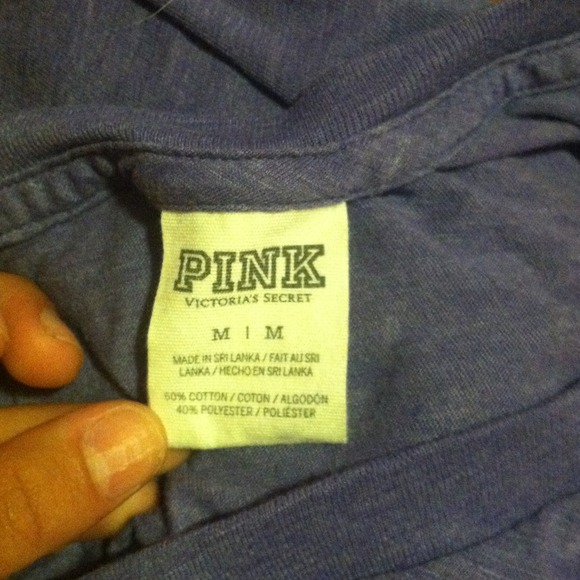 PINK
VICTORIA'S SECRET
M | M
MADE IN SRI LANKA / FAIT AU SRI
LANKA / HECHO EN SRI LANKA
60% COTTON / COTON / ALGODÓN
40% POLYESTER / POLIÉSTER